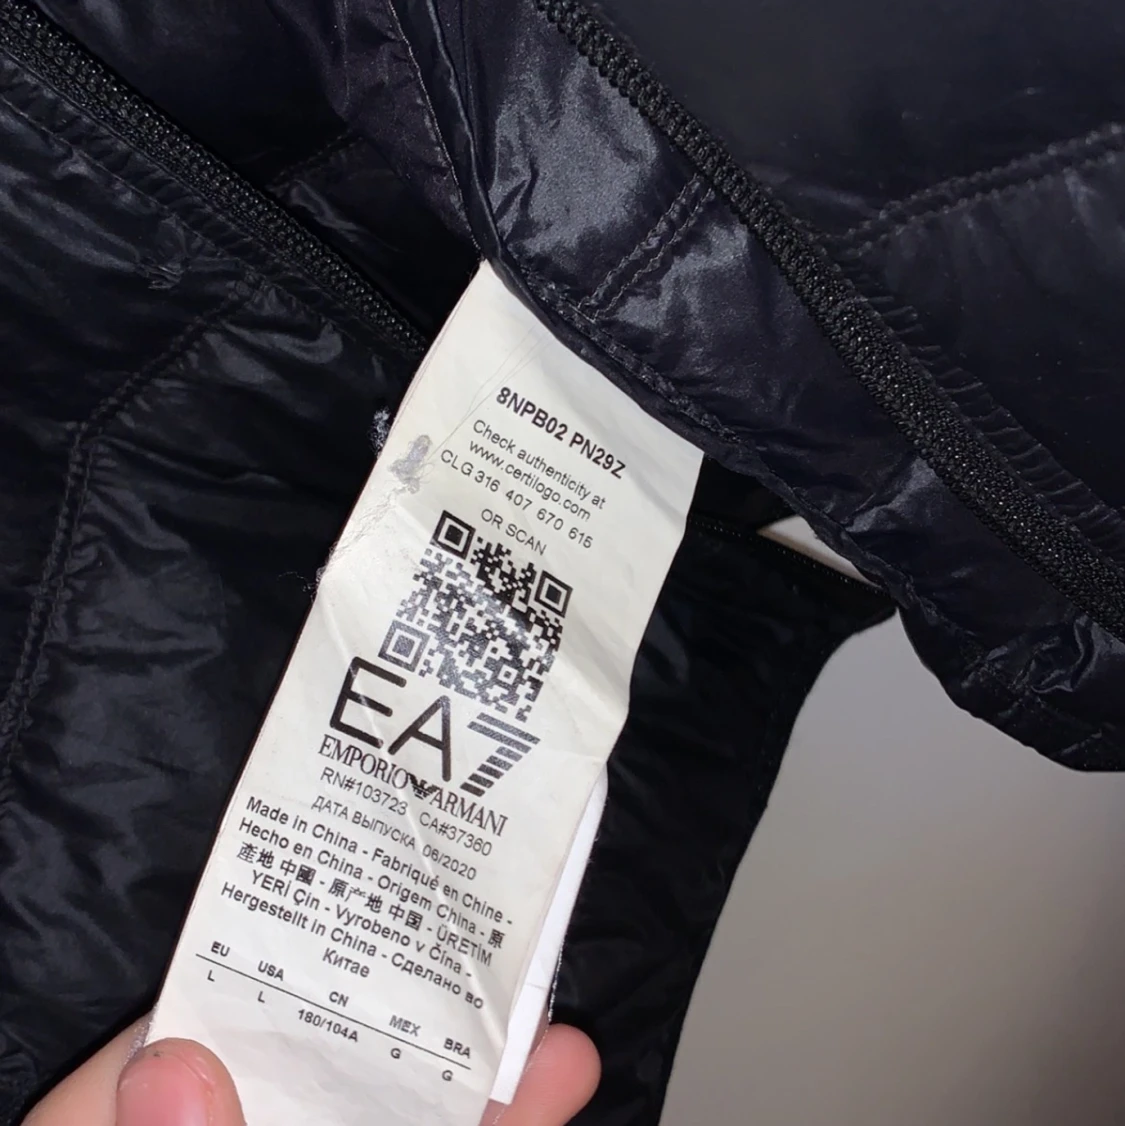 8NPB02 PN29Z
Check authenticity at
www.certilogo.com
CLG 316 407 670 615
OR SCAN
EA7
EMPORIO ARMANI
RN#103723 CA#37360
ДАТА ВЫПУСКА 06/2020
Made in China - Fabriqué en Chine -
Hecho en China - Origem China - 原
產地 中國 - 原产地 中国 - ÜRETİM
YERİ Çin - Vyrobeno v Čína -
Hergestellt in China - Сделано во
Китае
EU USA CN MEX BRA
L L 180/104A G G